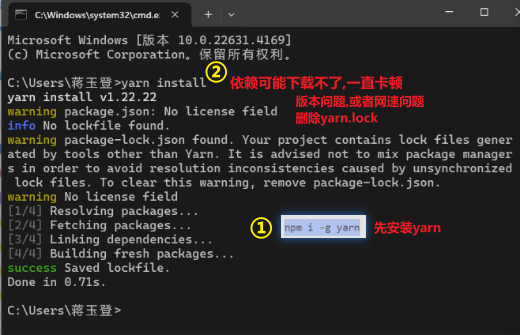 C:\Windows\system32\cmd.e
Microsoft Windows [版本 10.0.22631.4169]
(c) Microsoft Corporation。保留所有权利。
C:\Users\蒋玉登>yarn install
② 依赖可能下载不了,一直卡顿
yarn install v1.22.22
版本问题,或者网速问题
warning package.json: No license field
删除yarn.lock
info No lockfile found.
warning package-lock.json found. Your project contains lock files gener
ated by tools other than Yarn. It is advised not to mix package manager
s in order to avoid resolution inconsistencies caused by unsynchronized
lock files. To clear this warning, remove package-lock.json.
warning No license field
[1/4] Resolving packages...
[2/4] Fetching packages...
① npm i -g yarn 先安装yarn
[3/4] Linking dependencies...
[4/4] Building fresh packages...
success Saved lockfile.
Done in 0.71s.
C:\Users\蒋玉登>